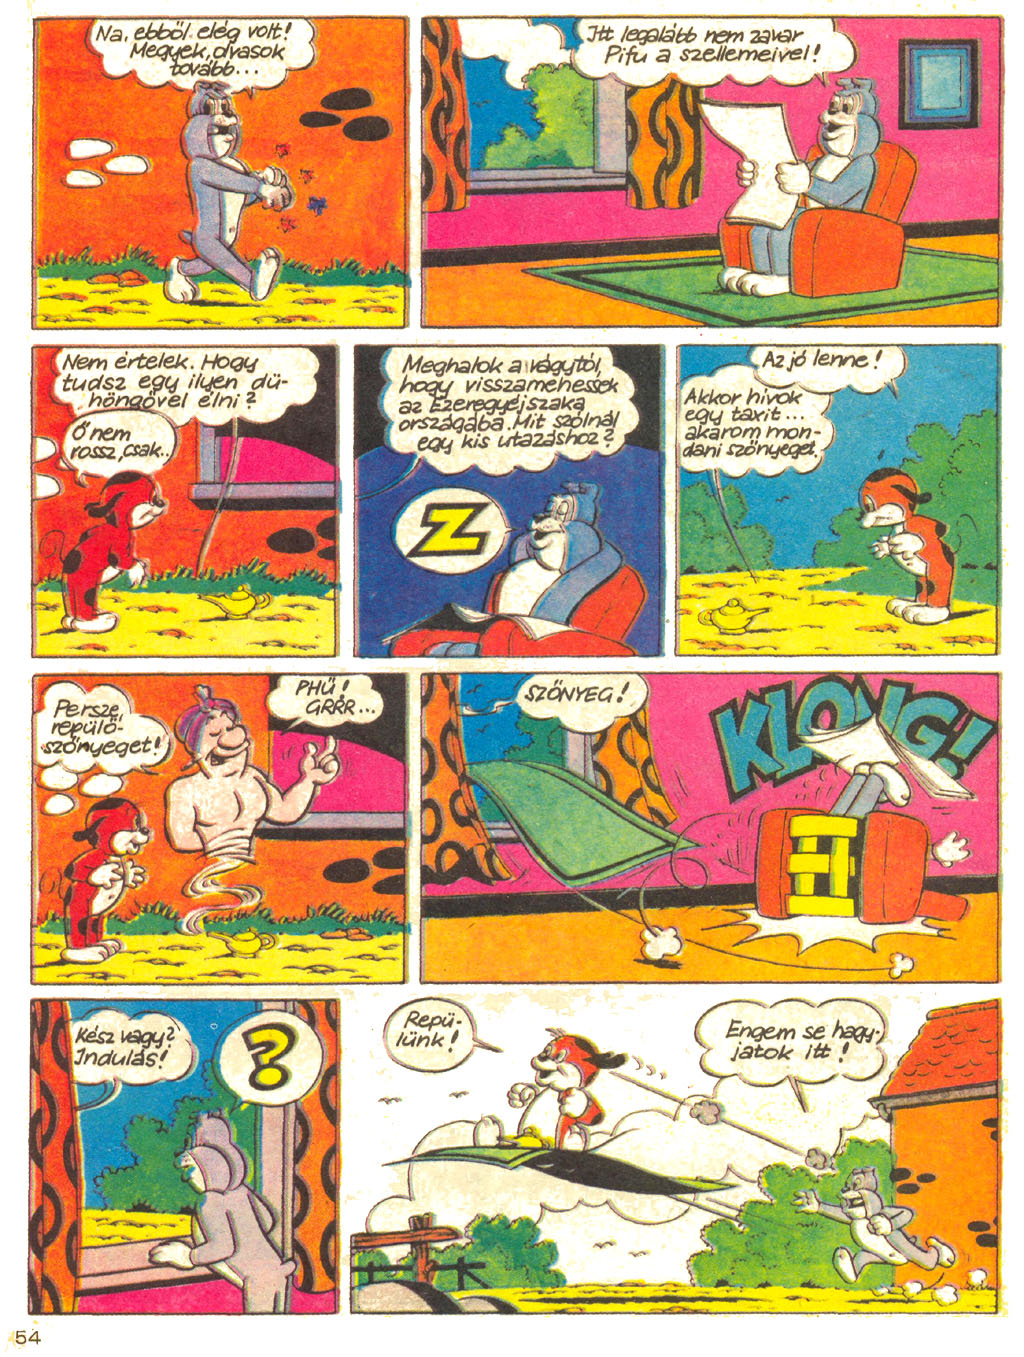 Na, ebből elég volt!
Megyek, olvasok
tovább...
Itt legalább nem zavar
Pifu a szellemeivel!
Nem értelek. Hogy
tudsz egy ilyen dü-
höngővel élni?
Ő nem
rossz, csak..
Meghalok a vágytól,
hogy visszamehessek
az Ezeregyéjszaka
országába. Mit szólnál
egy kis utazáshoz?
Z
Az jó lenne!
Akkor hívok
egy taxit...
akarom mon-
dani szőnyeget.
Persze,
repülő-
szőnyeget!
PHŰ!
GRRR...
SZŐNYEG!
KLONG!
Kész vagy?
Indulás!
?
Repü-
lünk!
Engem se hagy-
jatok itt!
54